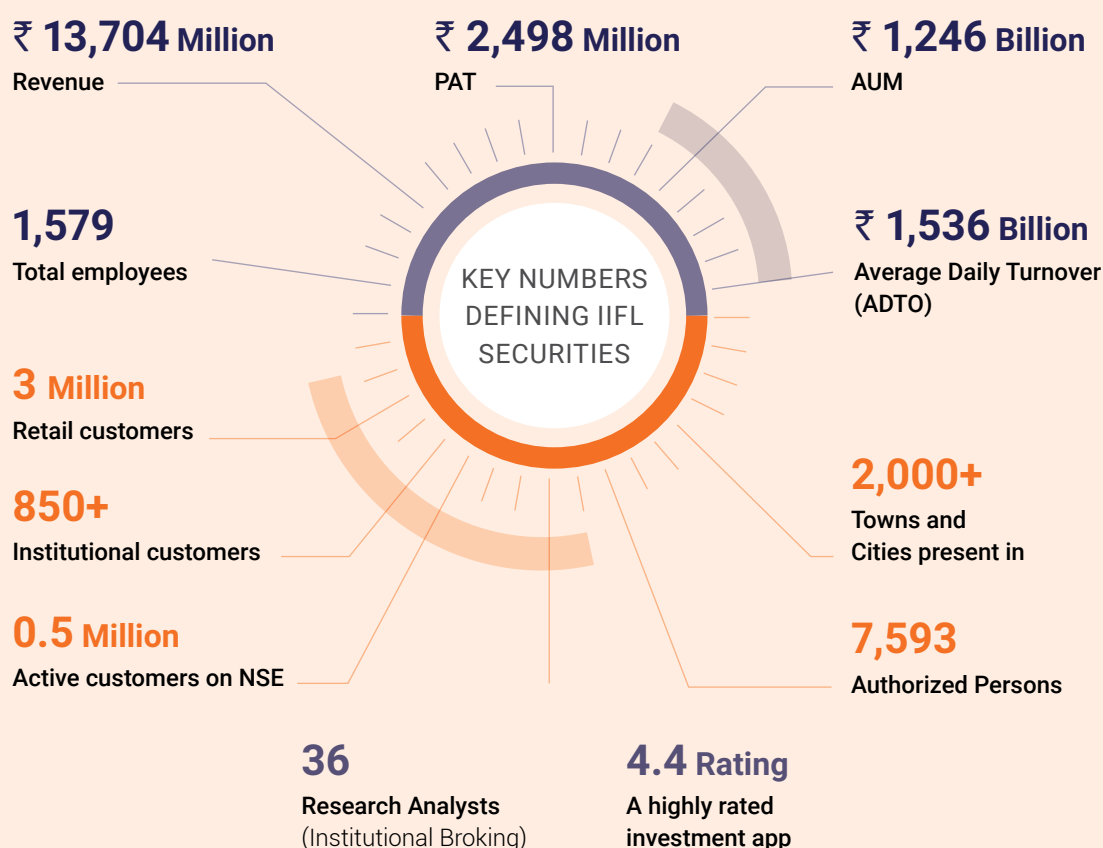 ₹ 13,704 Million
Revenue
₹ 2,498 Million
PAT
₹ 1,246 Billion
AUM
1,579
Total employees
₹ 1,536 Billion
Average Daily Turnover
(ADTO)
KEY NUMBERS
DEFINING IIFL
SECURITIES
3 Million
Retail customers
850+
Institutional customers
2,000+
Towns and
Cities present in
0.5 Million
Active customers on NSE
7,593
Authorized Persons
36
Research Analysts
(Institutional Broking)
4.4 Rating
A highly rated
investment app